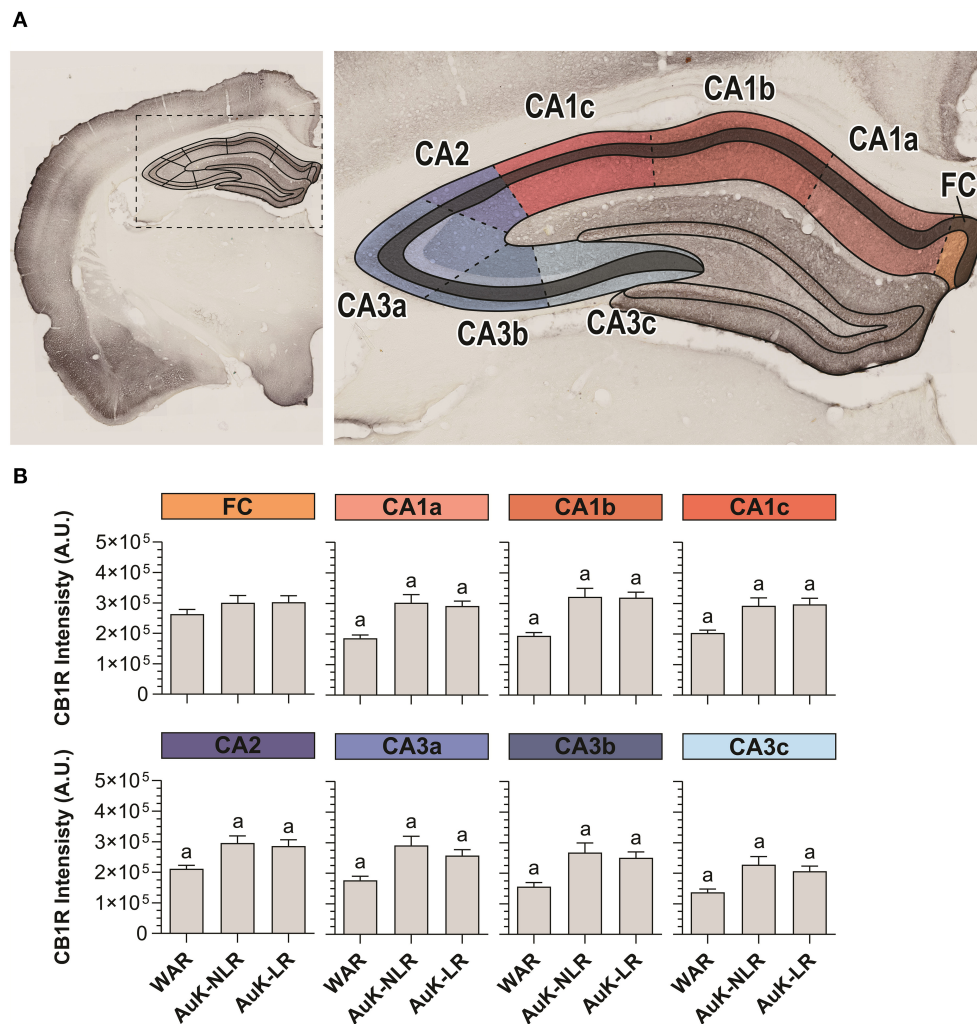 A
CA1c
CA1b
CA2
CA1a
FC
CA3a
CA3b
CA3c
B
FC
CA1a
CA1b
CA1c
CB1R Intensisty (A.U.)
5×10⁵
4×10⁵
3×10⁵
2×10⁵
1×10⁵
0
a a
a a a
a a a
a
CA2
CA3a
CA3b
CA3c
CB1R Intensisty (A.U.)
5×10⁵
4×10⁵
3×10⁵
2×10⁵
1×10⁵
0
a a a
a a a
a a a
a a a
WAR AuK-NLR AuK-LR
WAR AuK-NLR AuK-LR
WAR AuK-NLR AuK-LR
WAR AuK-NLR AuK-LR